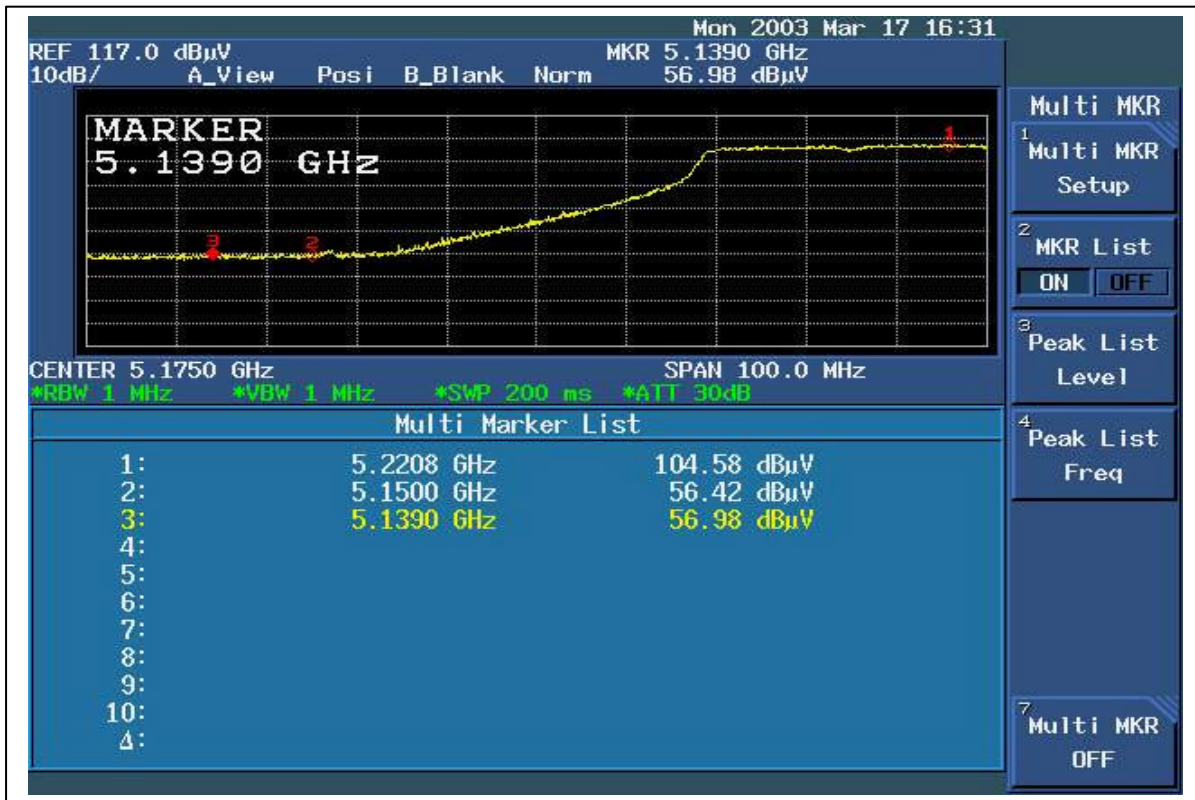 Mon 2003 Mar 17 16:31
REF 117.0 dBµV MKR 5.1390 GHz
10dB/ A_View Posi B_Blank Norm 56.98 dBµV
MARKER
5.1390 GHz
1
2
3
CENTER 5.1750 GHz SPAN 100.0 MHz
*RBW 1 MHz *VBW 1 MHz *SWP 200 ms *ATT 30dB
Multi Marker List
1: 5.2208 GHz 104.58 dBµV
2: 5.1500 GHz 56.42 dBµV
3: 5.1390 GHz 56.98 dBµV
4:
5:
6:
7:
8:
9:
10:
Δ:
Multi MKR
1
Multi MKR
Setup
2
MKR List
ON OFF
3
Peak List
Level
4
Peak List
Freq
7
Multi MKR
OFF